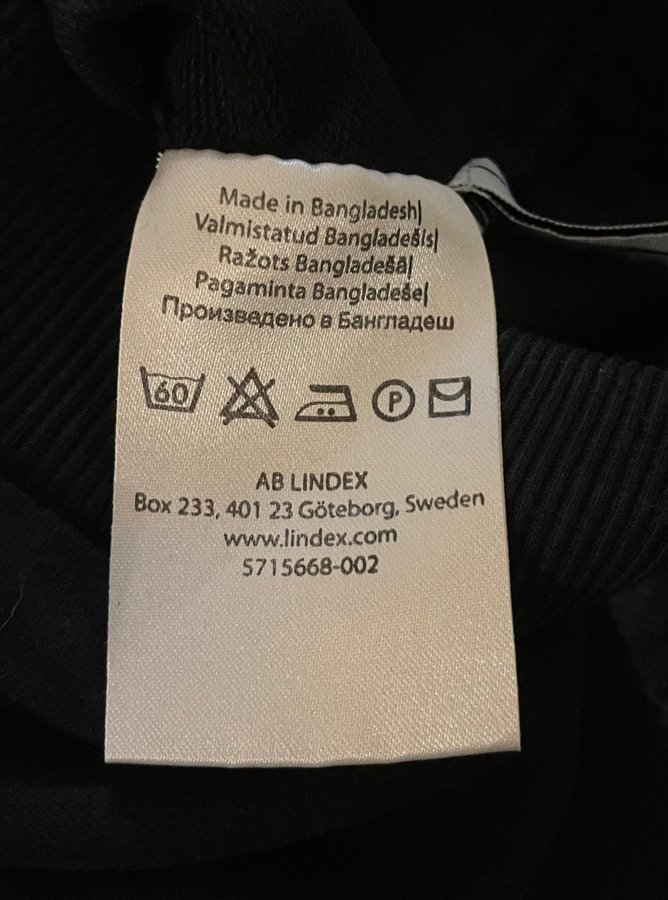 Made in Bangladesh|
Valmistatud Bangladešis|
Ražots Bangladešā|
Pagaminta Bangladeše|
Произведено в Бангладеш
60 P
AB LINDEX
Box 233, 401 23 Göteborg, Sweden
www.lindex.com
5715668-002